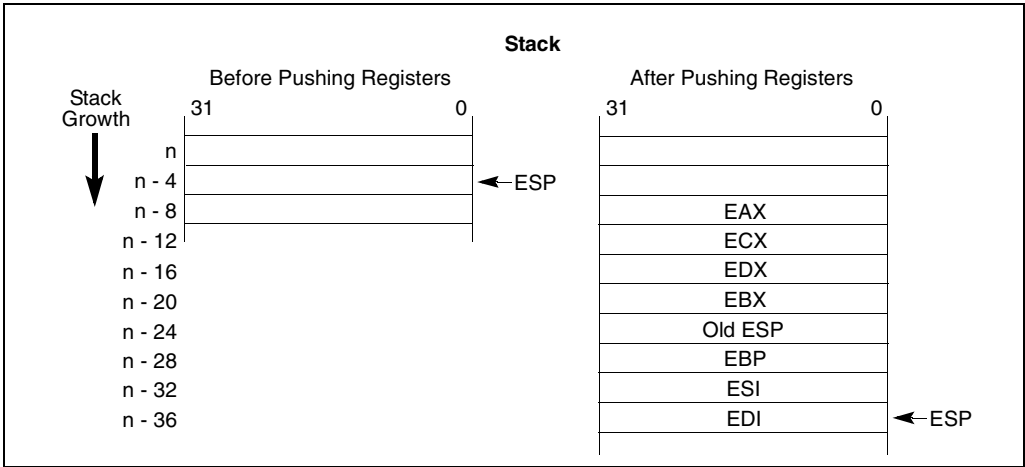 Stack
Before Pushing Registers After Pushing Registers
Stack
Growth
31 0 31 0
n
n - 4 ESP
n - 8 EAX
n - 12 ECX
n - 16 EDX
n - 20 EBX
n - 24 Old ESP
n - 28 EBP
n - 32 ESI
n - 36 EDI ESP